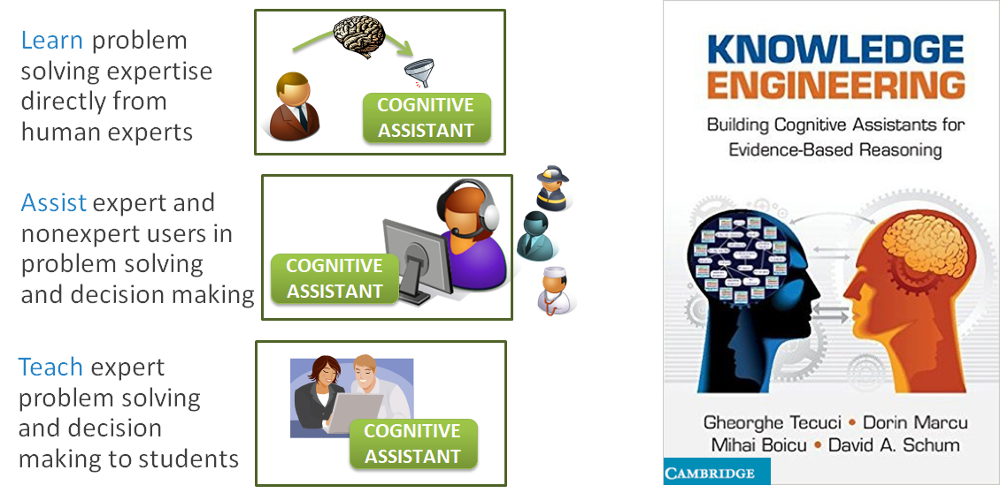 Learn problem
solving expertise
directly from
human experts
COGNITIVE
ASSISTANT
Assist expert and
nonexpert users in
problem solving
and decision making
COGNITIVE
ASSISTANT
Teach expert
problem solving
and decision
making to students
COGNITIVE
ASSISTANT
KNOWLEDGE
ENGINEERING
Building Cognitive Assistants for
Evidence-Based Reasoning
Gheorghe Tecuci • Dorin Marcu
Mihai Boicu • David A. Schum
CAMBRIDGE